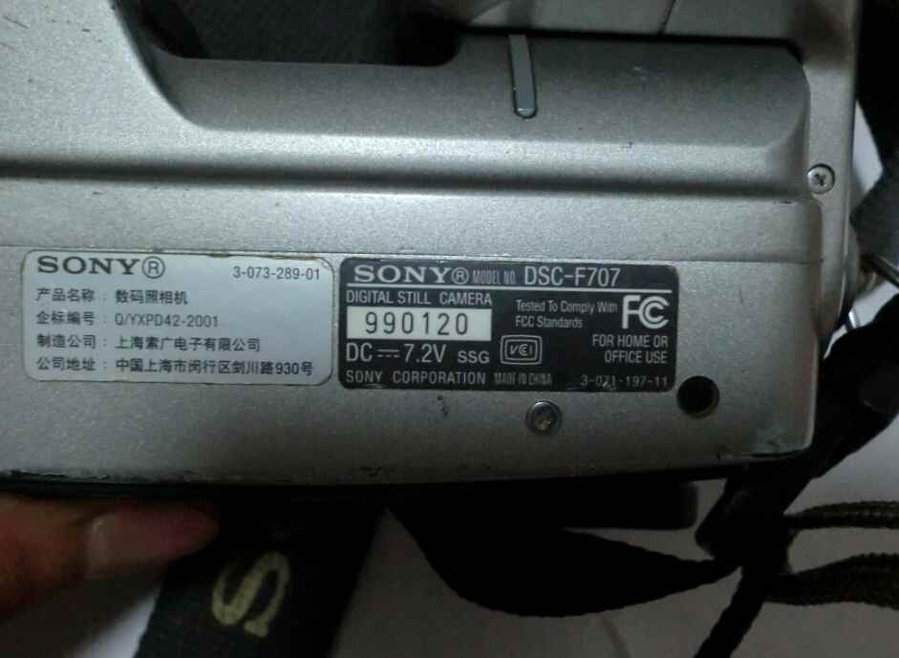 SONY® 3-073-289-01
产品名称：数码照相机
企标编号：Q/YXPD42-2001
制造公司：上海索广电子有限公司
公司地址：中国上海市闵行区剑川路930号
SONY® MODEL NO. DSC-F707
DIGITAL STILL CAMERA
990120
Tested To Comply With
FCC Standards
FC
FOR HOME OR
OFFICE USE
DC 7.2V SSG VCI
SONY CORPORATION MADE IN CHINA 3-071-197-11
S